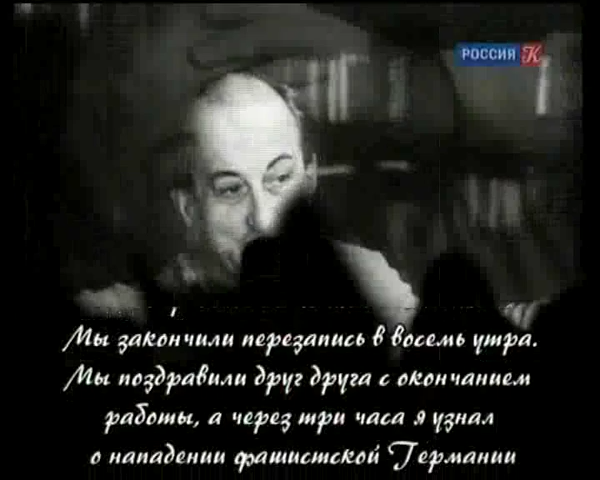 РОССИЯ К
Мы закончили перезапись в восемь утра.
Мы поздравили друг друга с окончанием
работы, а через три часа я узнал
о нападении фашистской Германии